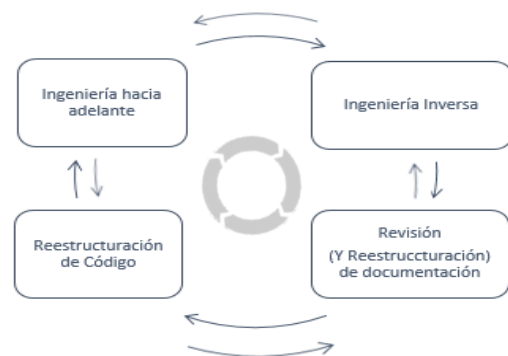 Ingeniería hacia
adelante
Ingeniería Inversa
Reestructuración
de Código
Revisión
(Y Reestruccturación)
de documentación